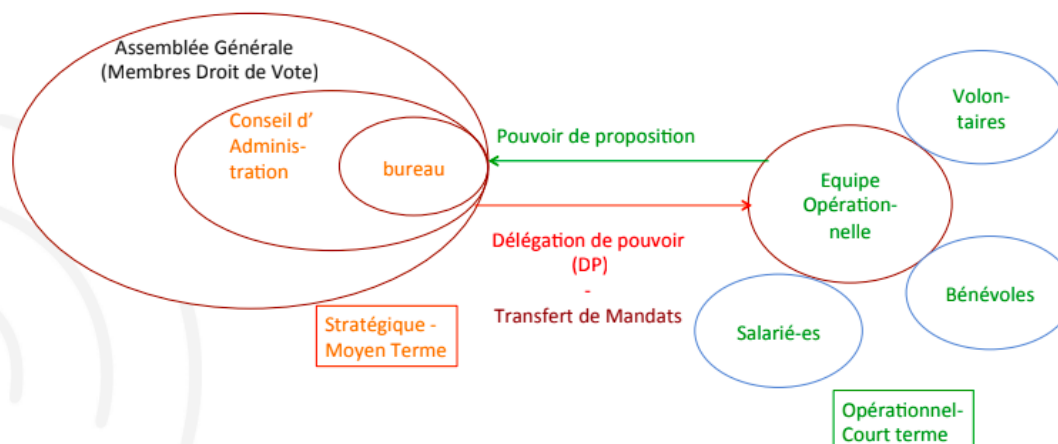 Assemblée Générale
(Membres Droit de Vote)
Conseil d'
Adminis-
tration
bureau
Pouvoir de proposition
Délégation de pouvoir
(DP)
-
Transfert de Mandats
Stratégique -
Moyen Terme
Volon-
taires
Equipe
Opération-
nelle
Bénévoles
Salarié-es
Opérationnel-
Court terme